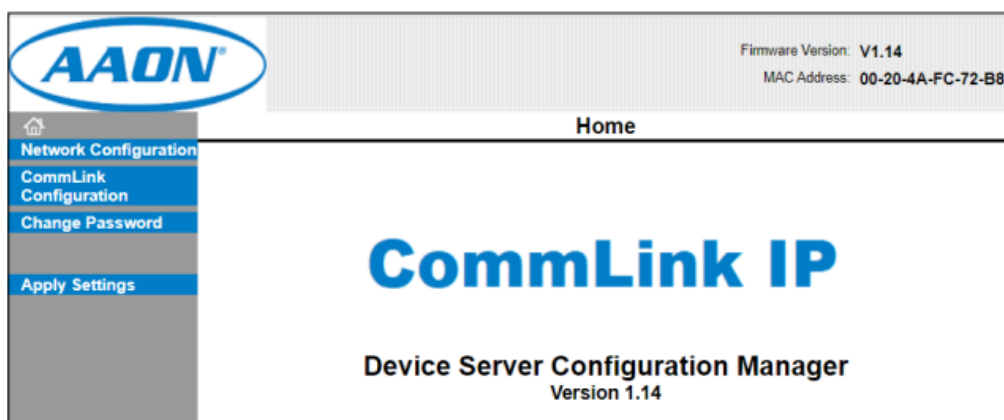 AAON®
Firmware Version: V1.14
MAC Address: 00-20-4A-FC-72-B8
Home
Network Configuration
CommLink
Configuration
Change Password
Apply Settings
CommLink IP
Device Server Configuration Manager
Version 1.14